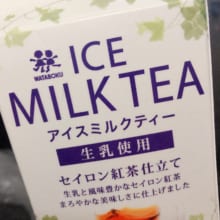 WATABOKU
ICE
MILK TEA
アイスミルクティー
生乳使用
セイロン紅茶仕立て
生乳と風味豊かなセイロン紅茶
まろやかな美味しさに仕上げました